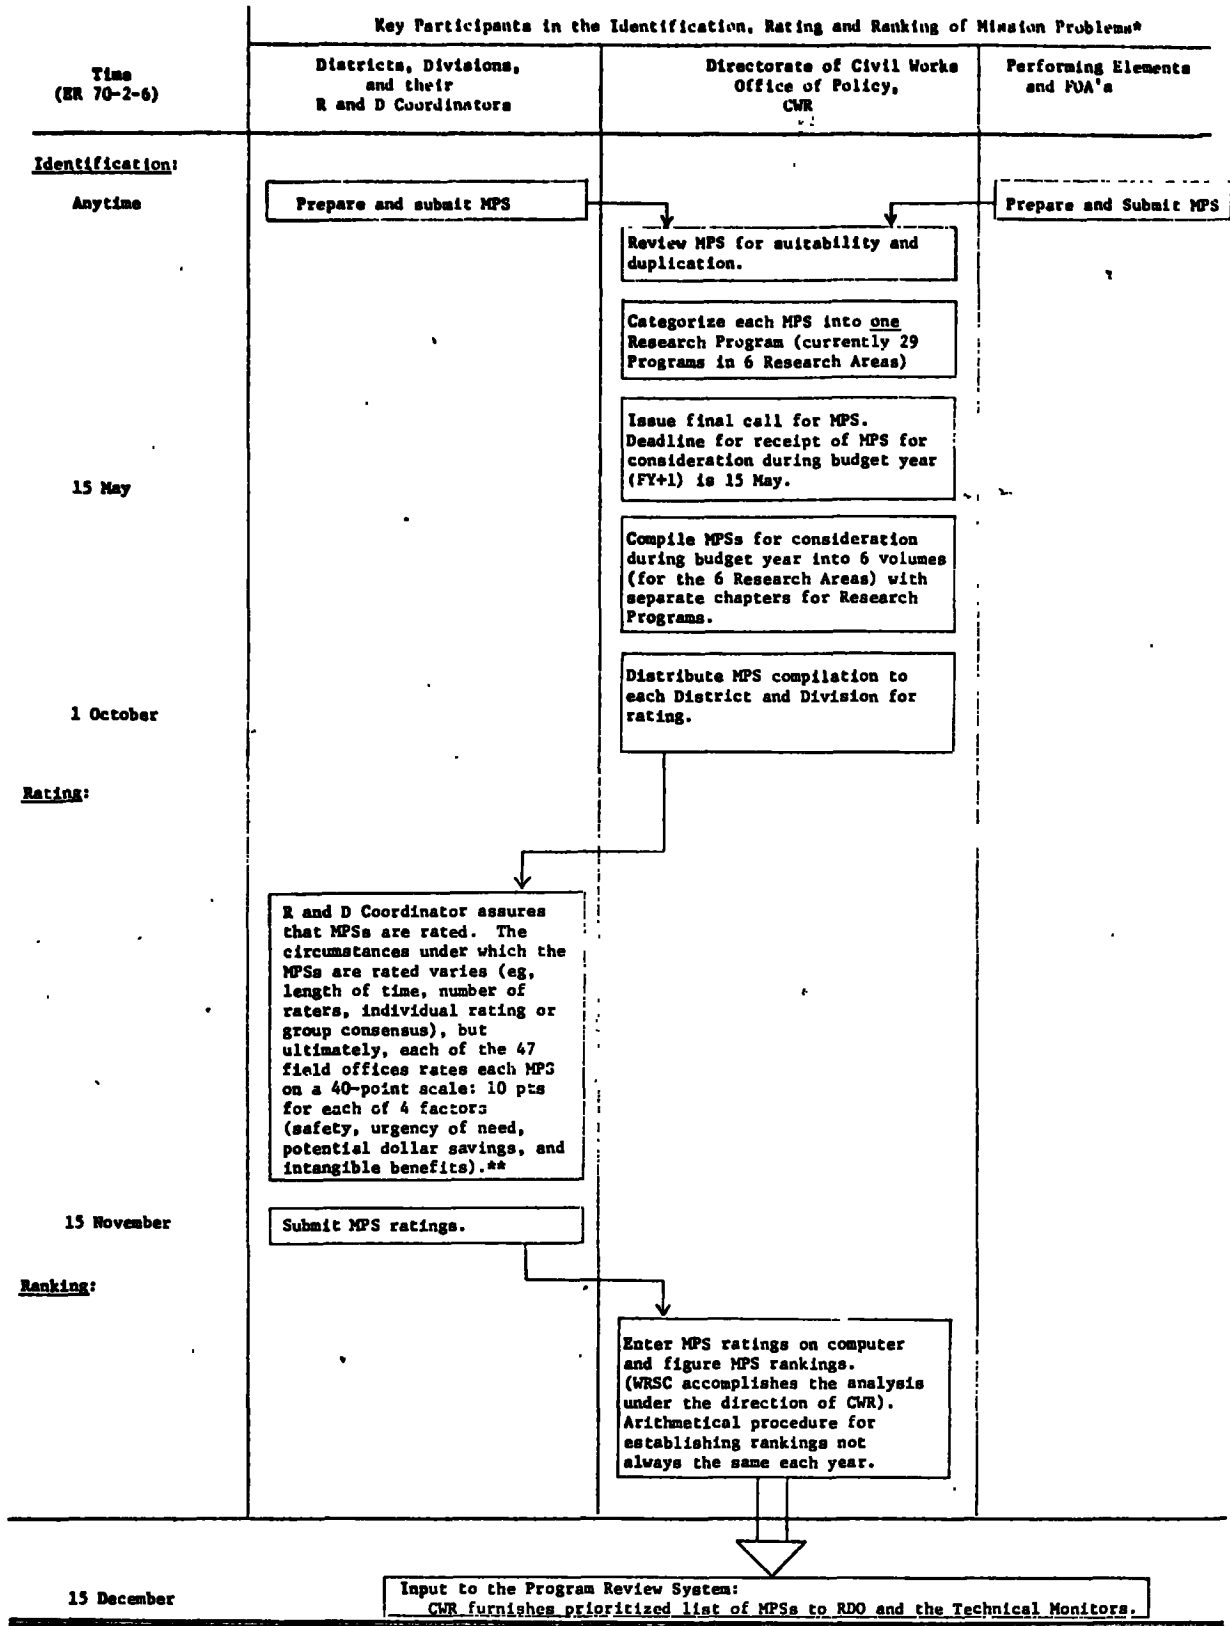 Key Participants in the Identification, Rating and Ranking of Mission Problems*
Time
(ER 70-2-6)
Districts, Divisions,
and their
R and D Coordinators
Directorate of Civil Works
Office of Policy,
CWR
Performing Elements
and FOA's
Identification:
Anytime
Prepare and submit MPS
Prepare and Submit MPS
Review MPS for suitability and
duplication.
Categorize each MPS into one
Research Program (currently 29
Programs in 6 Research Areas)
Issue final call for MPS.
Deadline for receipt of MPS for
consideration during budget year
(FY+1) is 15 May.
15 May
Compile MPSs for consideration
during budget year into 6 volumes
(for the 6 Research Areas) with
separate chapters for Research
Programs.
Distribute MPS compilation to
each District and Division for
rating.
1 October
Rating:
R and D Coordinator assures
that MPSs are rated. The
circumstances under which the
MPSs are rated varies (eg,
length of time, number of
raters, individual rating or
group consensus), but
ultimately, each of the 47
field offices rates each MPS
on a 40-point scale: 10 pts
for each of 4 factors
(safety, urgency of need,
potential dollar savings, and
intangible benefits).**
15 November
Submit MPS ratings.
Ranking:
Enter MPS ratings on computer
and figure MPS rankings.
(WRSC accomplishes the analysis
under the direction of CWR).
Arithmetical procedure for
establishing rankings not
always the same each year.
15 December
Input to the Program Review System:
CWR furnishes prioritized list of MPSs to RDO and the Technical Monitors.